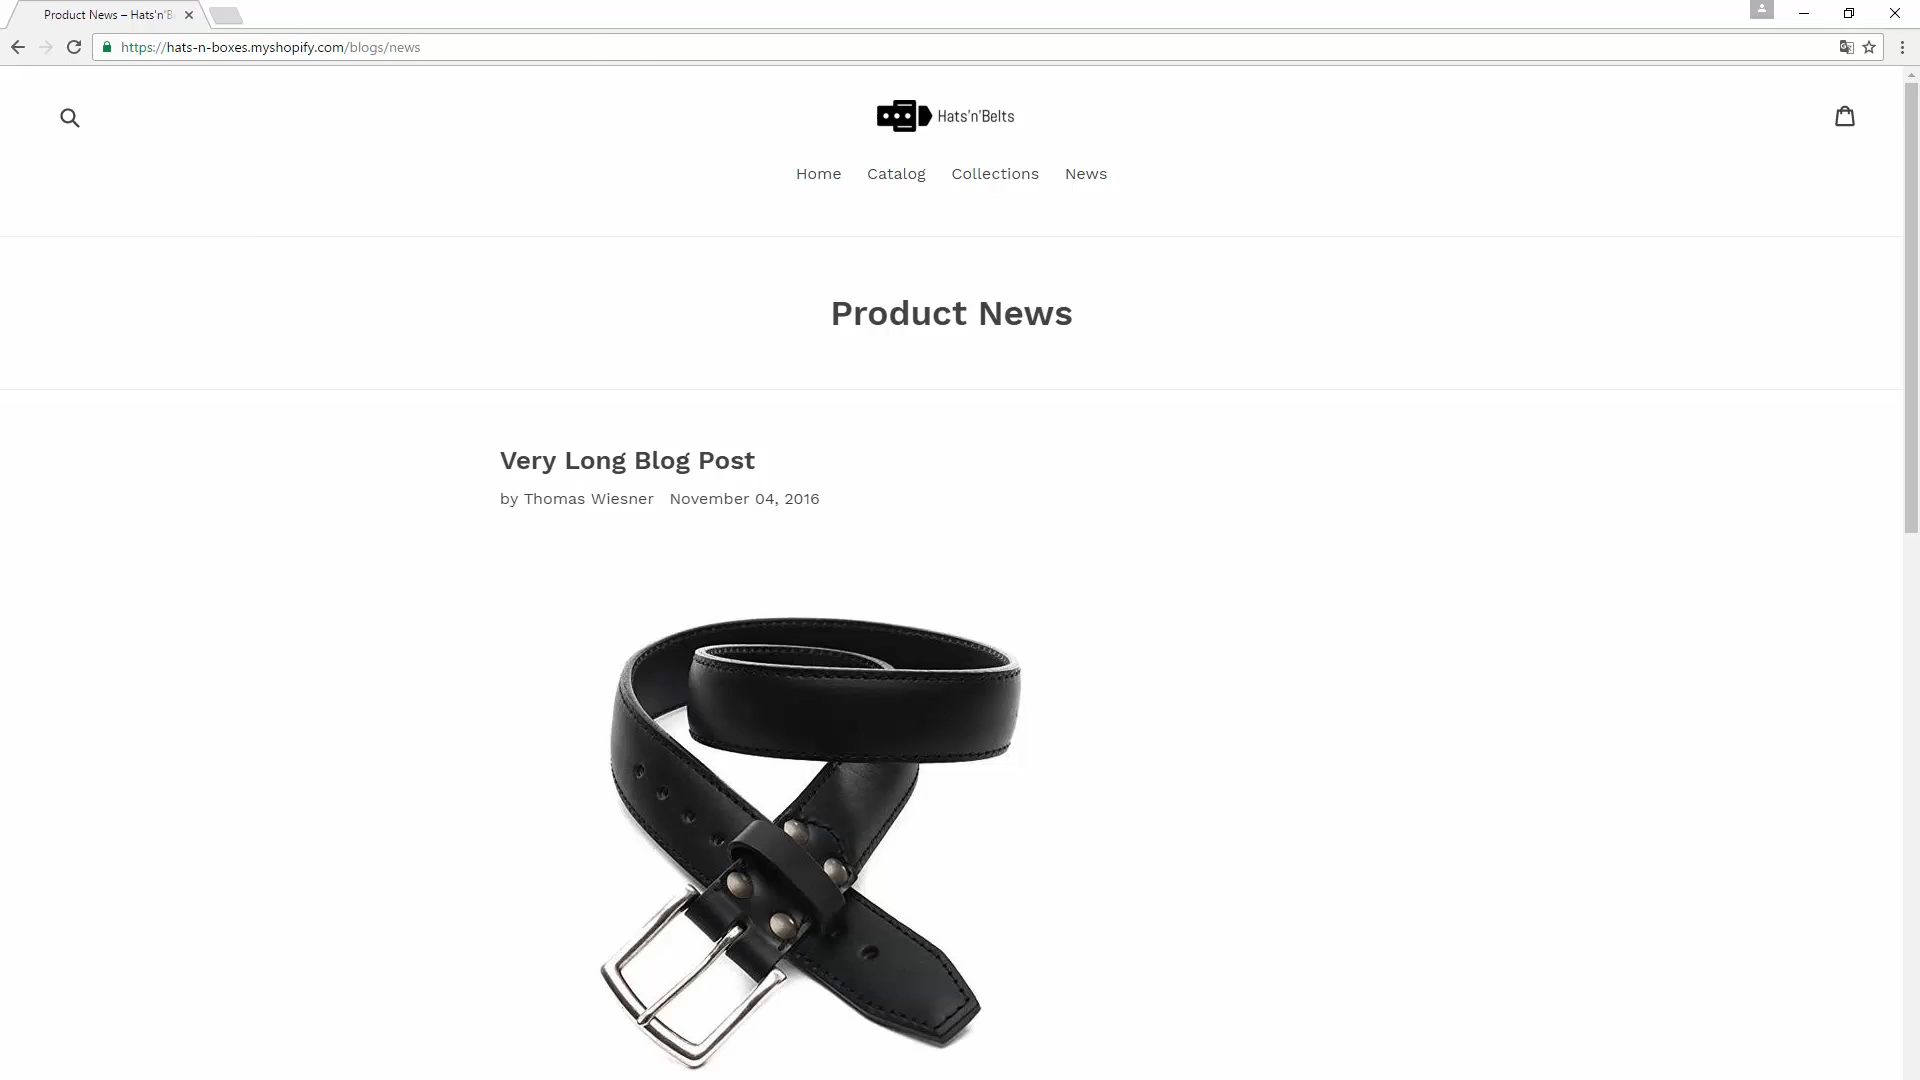 Product News – Hats'n'B
https://hats-n-boxes.myshopify.com/blogs/news
Hats'n'Belts
Home Catalog Collections News
Product News
Very Long Blog Post
by Thomas Wiesner November 04, 2016